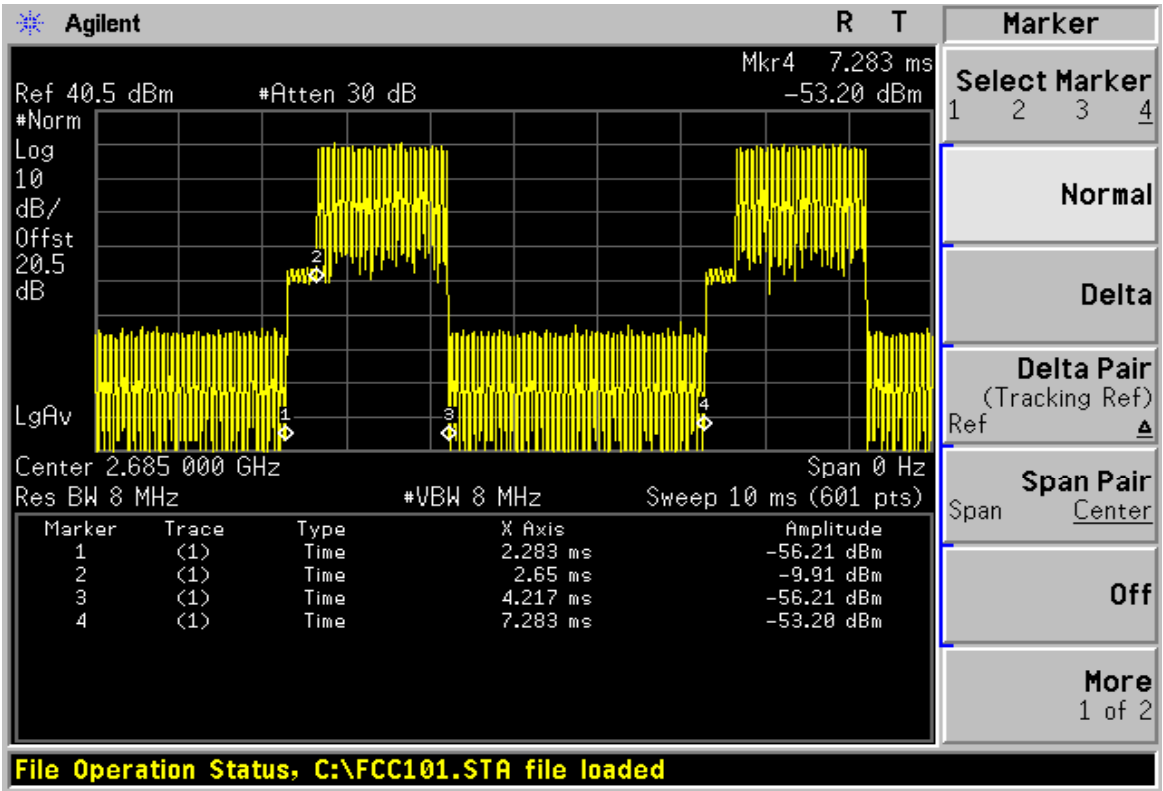 Agilent R T
Mkr4 7.283 ms
Ref 40.5 dBm #Atten 30 dB -53.20 dBm
#Norm
Log
10
dB/
Offst
20.5
dB
LgAv
2
1
3
4
Center 2.685 000 GHz Span 0 Hz
Res BW 8 MHz #VBW 8 MHz Sweep 10 ms (601 pts)
Marker Trace Type X Axis Amplitude
1 (1) Time 2.283 ms -56.21 dBm
2 (1) Time 2.65 ms -9.91 dBm
3 (1) Time 4.217 ms -56.21 dBm
4 (1) Time 7.283 ms -53.20 dBm
File Operation Status, C:\FCC101.STA file loaded
Marker
Select Marker
1 2 3 4
Normal
Delta
Delta Pair
(Tracking Ref)
Ref Δ
Span Pair
Span Center
Off
More
1 of 2